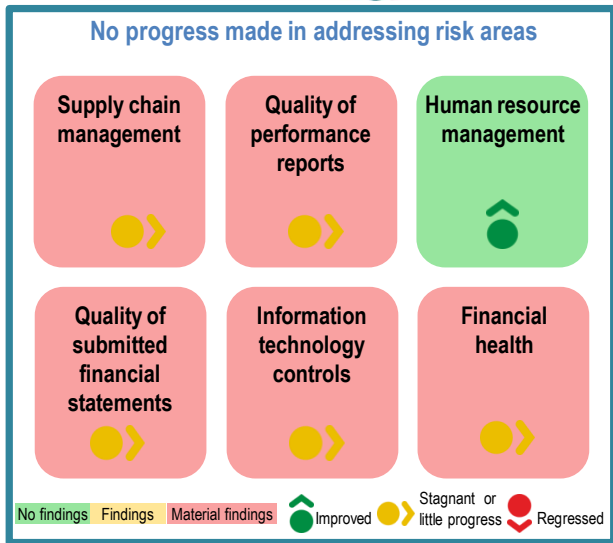 No progress made in addressing risk areas
Supply chain
management
Quality of
performance
reports
Human resource
management
Quality of
submitted
financial
statements
Information
technology
controls
Financial
health
No findings
Findings
Material findings
Improved
Stagnant or
little progress
Regressed